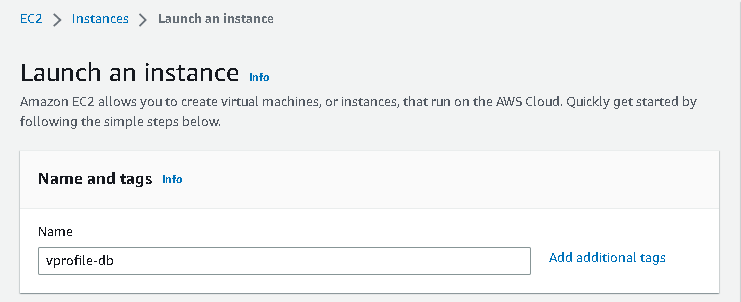 EC2 > Instances > Launch an instance
Launch an instance Info
Amazon EC2 allows you to create virtual machines, or instances, that run on the AWS Cloud. Quickly get started by
following the simple steps below.
Name and tags Info
Name
vprofile-db Add additional tags